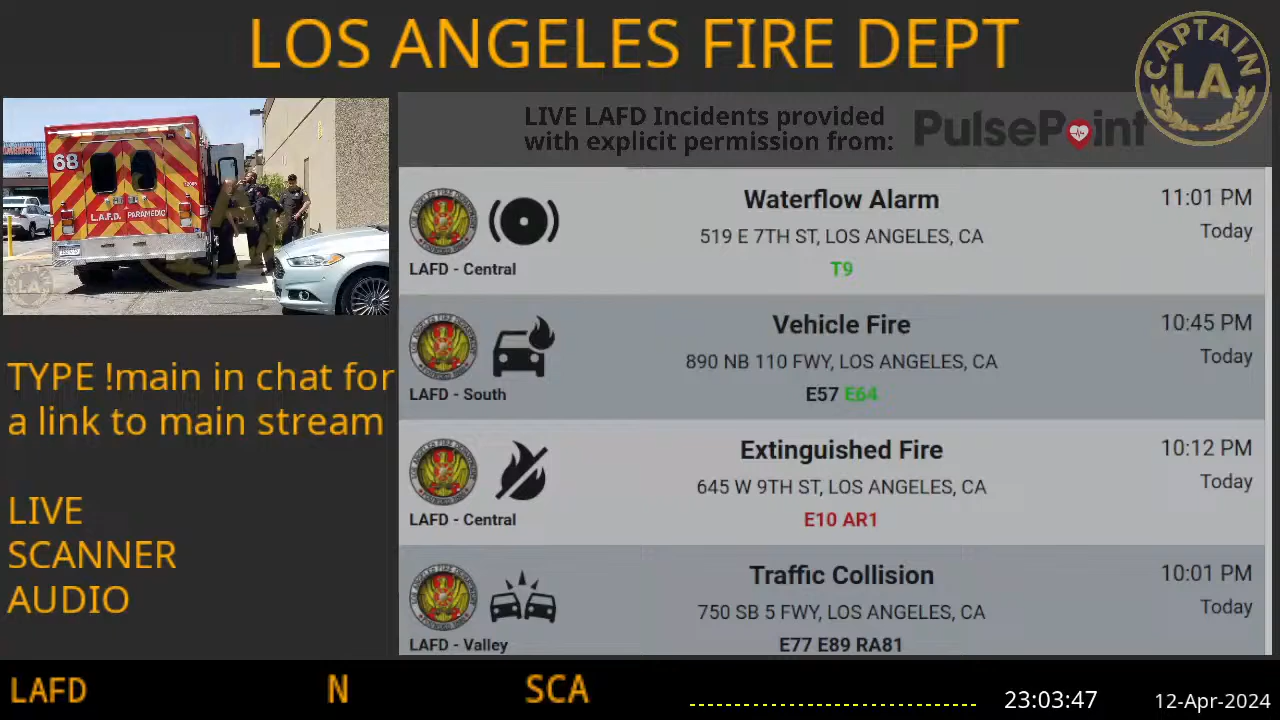 LOS ANGELES FIRE DEPT
CAPTAIN
LA
LIVE LAFD Incidents provided
with explicit permission from:
PulsePoint
68
L.A.F.D. PARAMEDIC
Waterflow Alarm
11:01 PM
519 E 7TH ST, LOS ANGELES, CA
Today
T9
LAFD - Central
Vehicle Fire
10:45 PM
890 NB 110 FWY, LOS ANGELES, CA
Today
E57 E64
LAFD - South
Extinguished Fire
10:12 PM
645 W 9TH ST, LOS ANGELES, CA
Today
E10 AR1
LAFD - Central
Traffic Collision
10:01 PM
750 SB 5 FWY, LOS ANGELES, CA
Today
E77 E89 RA81
LAFD - Valley
TYPE !main in chat for
a link to main stream
LIVE
SCANNER
AUDIO
LAFD N SCA
23:03:47 12-Apr-2024